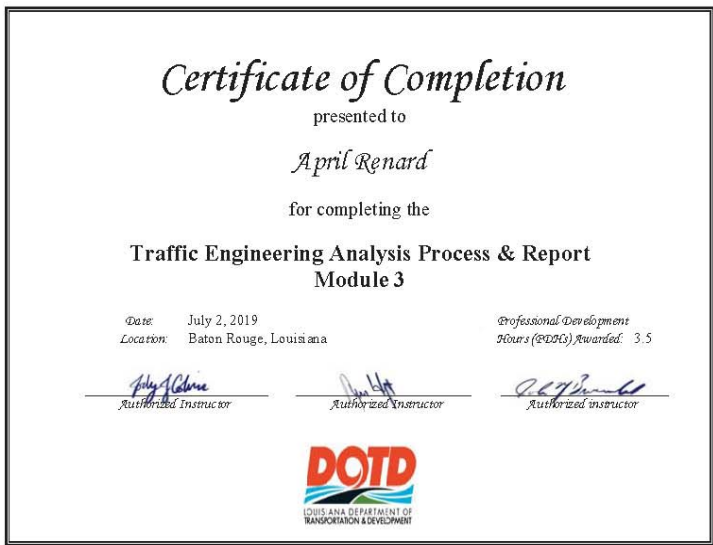 Certificate of Completion
presented to
April Renard
for completing the
Traffic Engineering Analysis Process & Report
Module 3
Date: July 2, 2019
Location: Baton Rouge, Louisiana
Professional Development
Hours (PDHs) Awarded: 3.5
Authorized Instructor
Authorized Instructor
Authorized instructor
DOTD
LOUISIANA DEPARTMENT OF
TRANSPORTATION & DEVELOPMENT